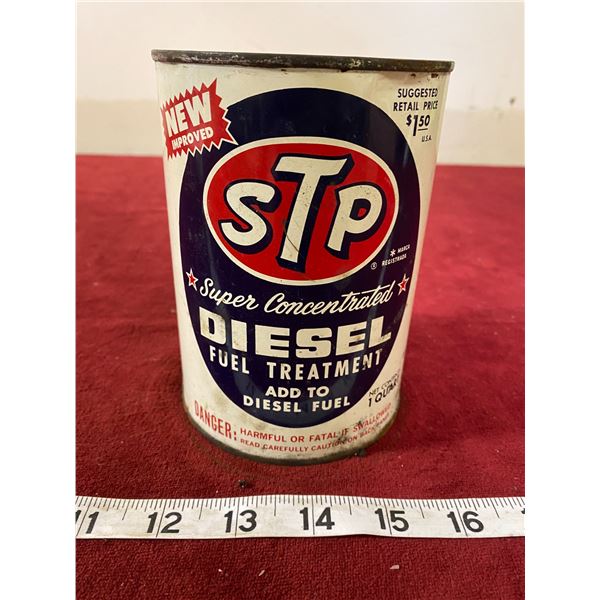 NEW
IMPROVED
SUGGESTED
RETAIL PRICE
$1.50
U.S.A.
STP
® * MARCA
REGISTRADA
Super Concentrated
DIESEL
FUEL TREATMENT
ADD TO
DIESEL FUEL
NET
1 QUAR
DANGER: HARMFUL OR FATAL IF SWALLOWED
READ CAREFULLY CAUTION ON BACK
11 12 13 14 15 16